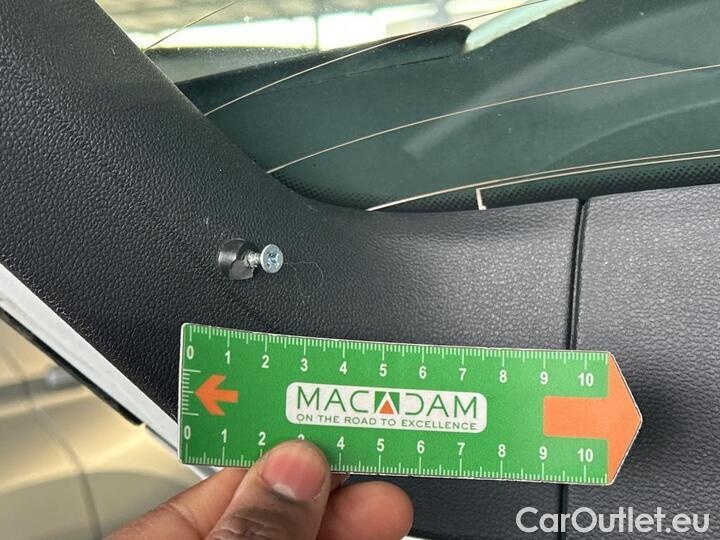 0 1 2 3 4 5 6 7 8 9 10
MACADAM
ON THE ROAD TO EXCELLENCE
0 1 2 3 4 5 6 7 8 9 10
CarOutlet.eu